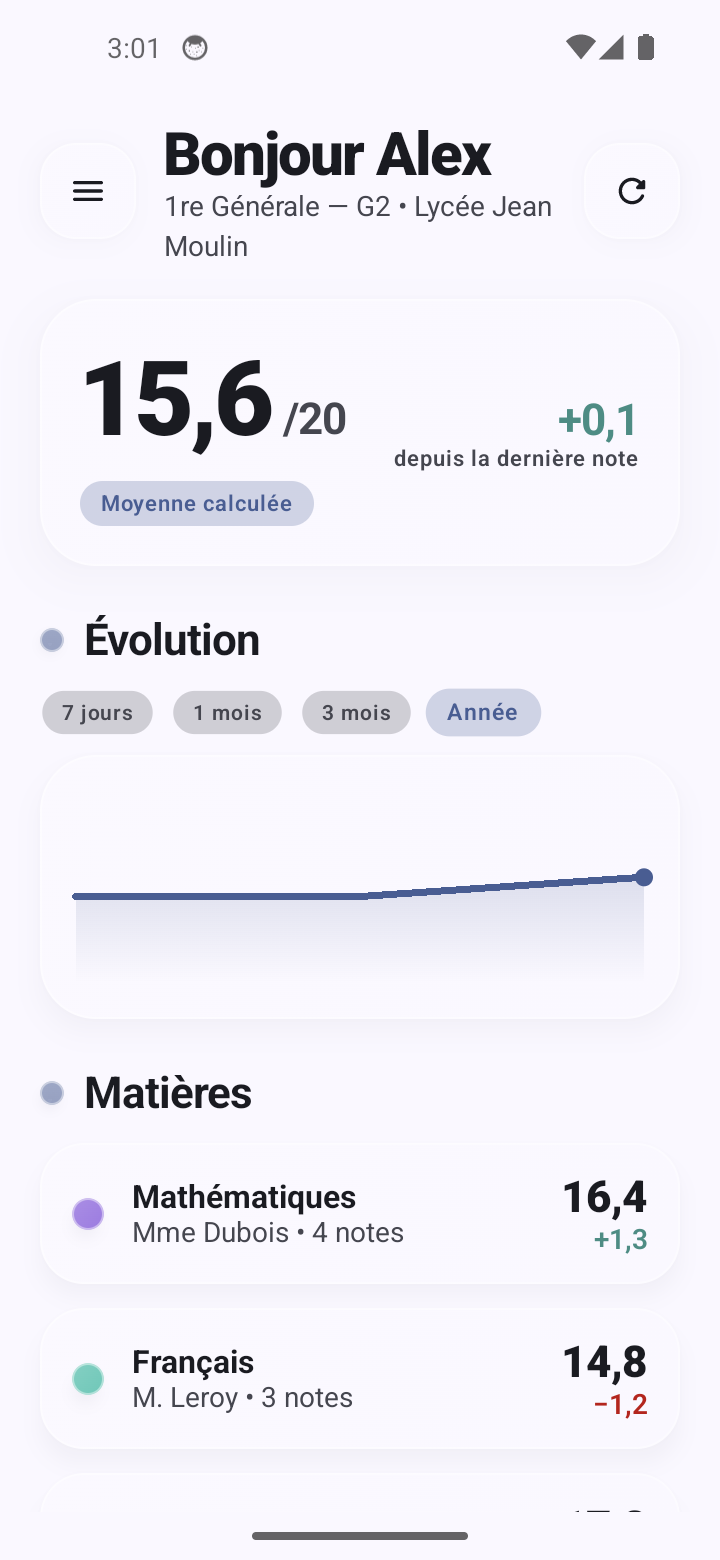 3:01
Bonjour Alex
1re Générale — G2 • Lycée Jean
Moulin
15,6 /20
+0,1
depuis la dernière note
Moyenne calculée
Évolution
7 jours 1 mois 3 mois Année
Matières
Mathématiques 16,4
Mme Dubois • 4 notes +1,3
Français 14,8
M. Leroy • 3 notes −1,2